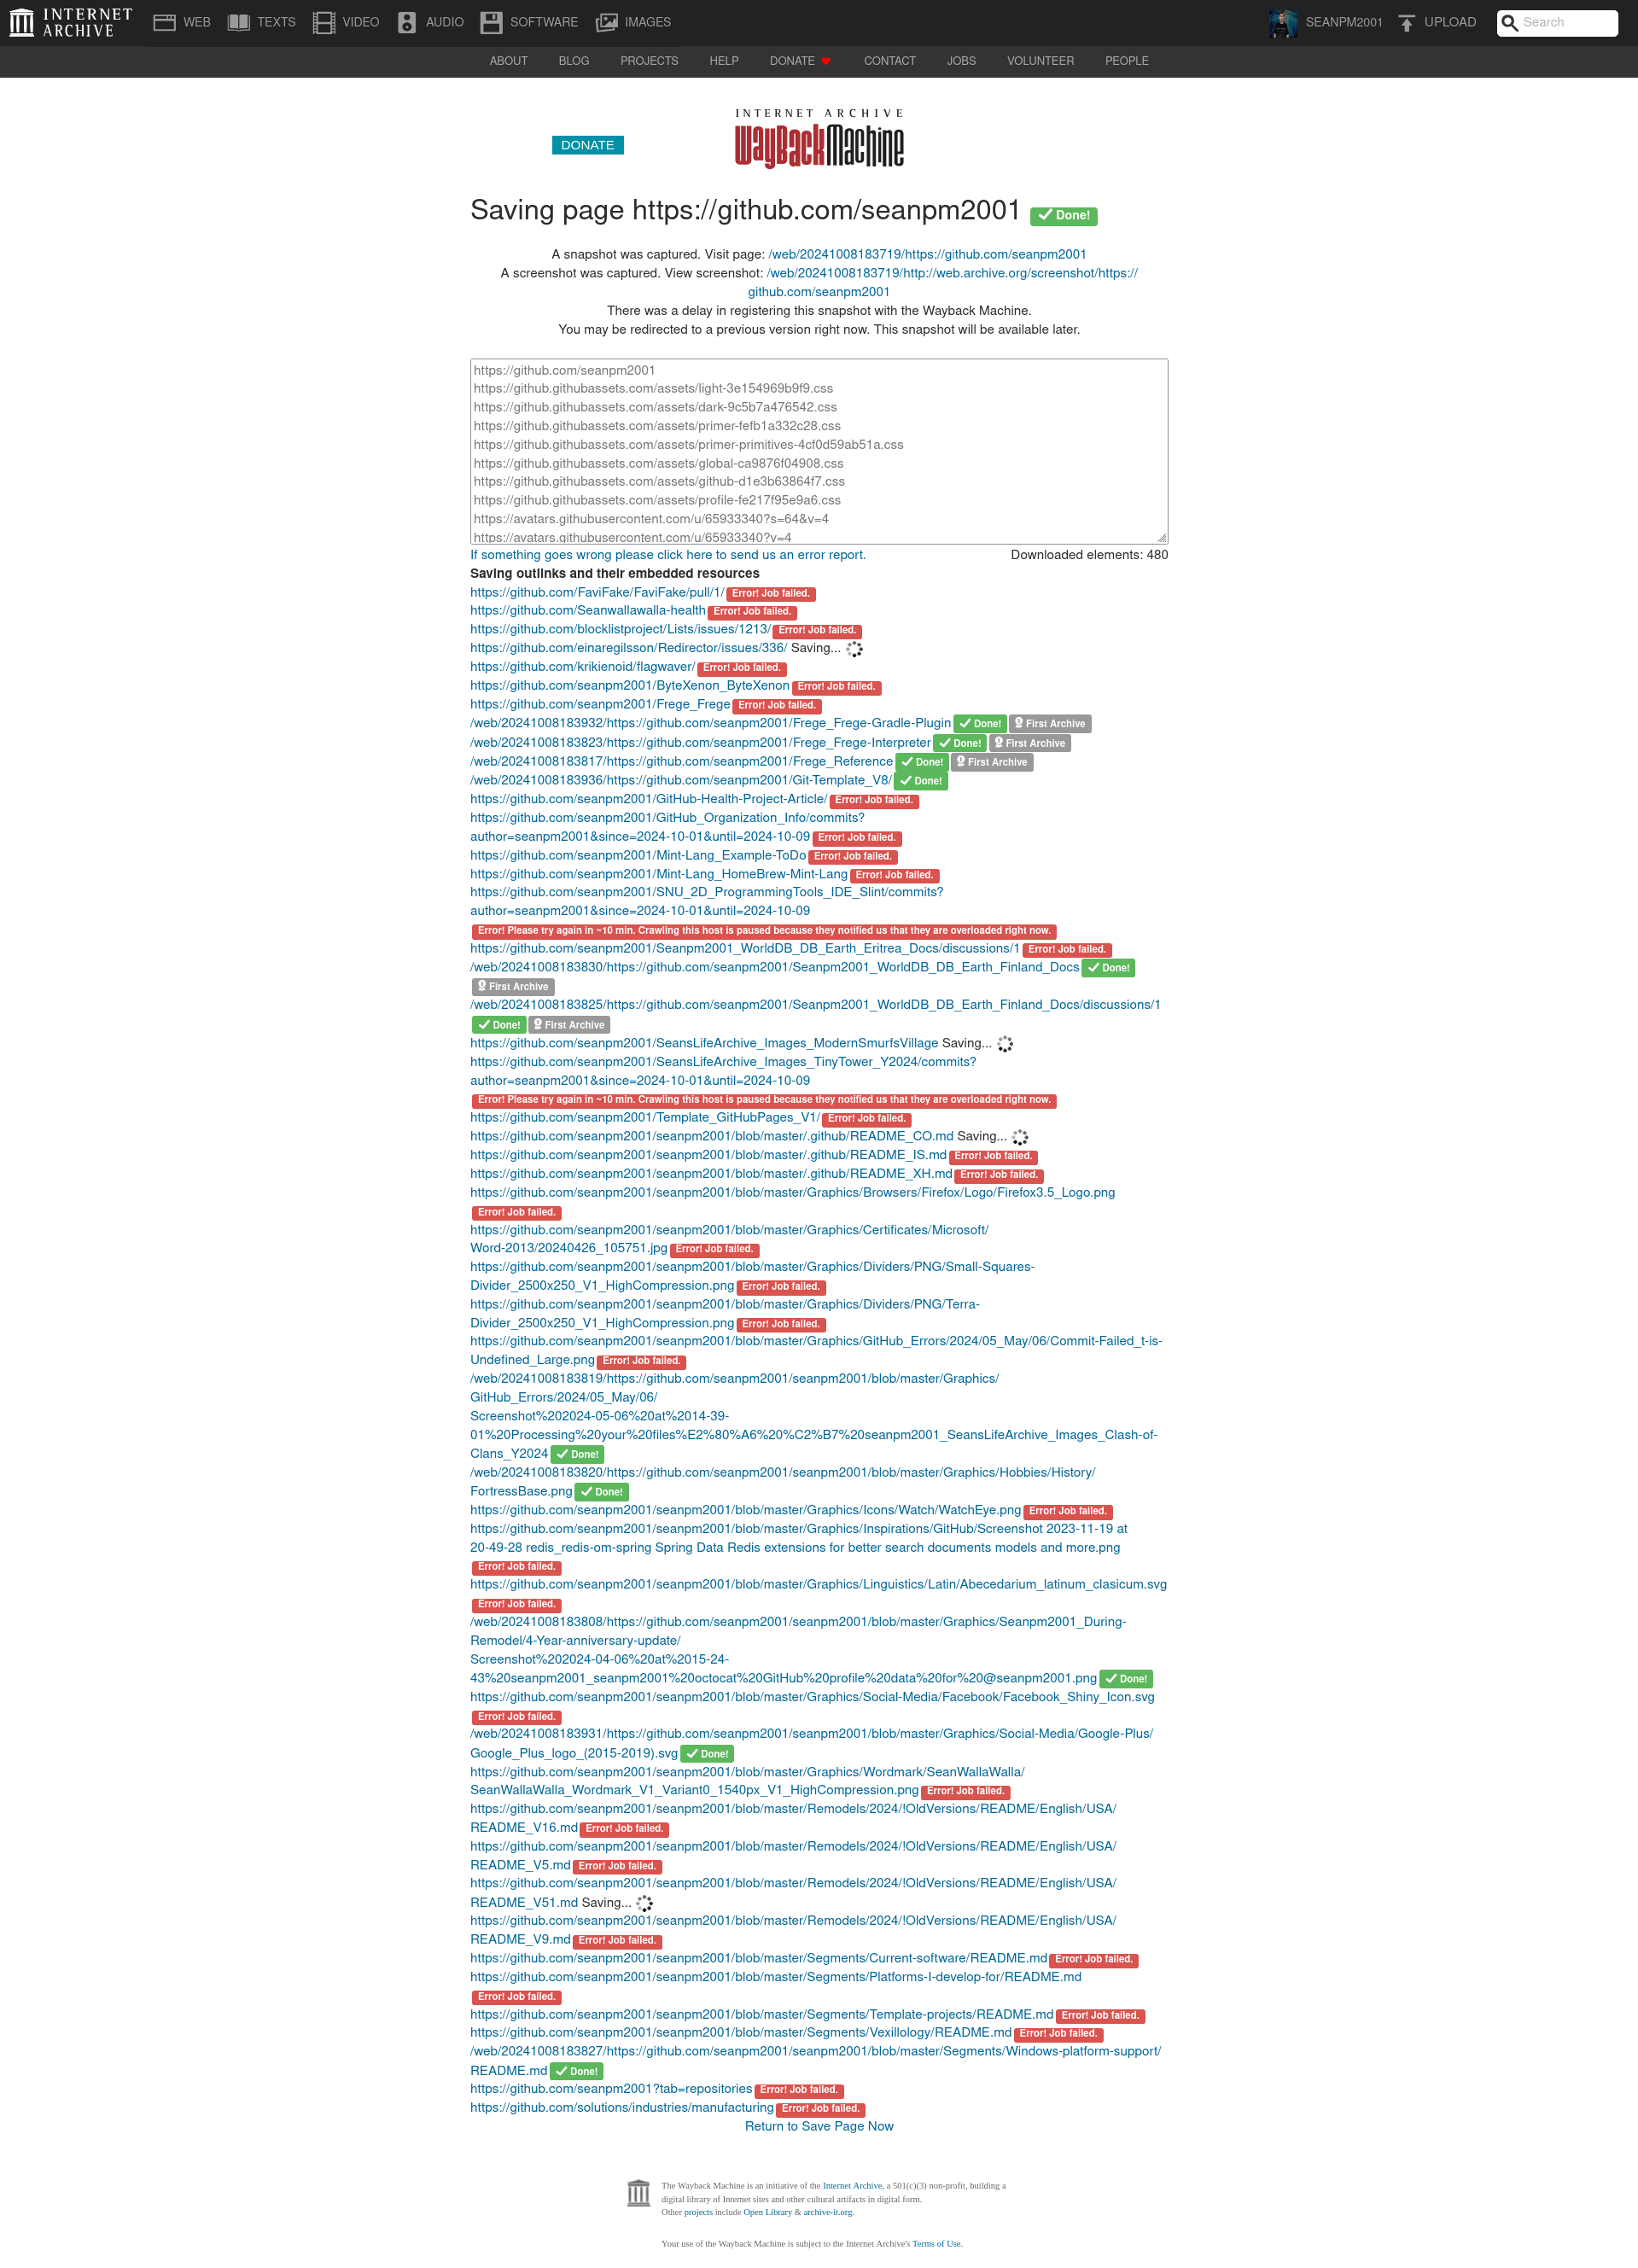 INTERNET ARCHIVE
WEB TEXTS VIDEO AUDIO SOFTWARE IMAGES SEANPM2001 UPLOAD Search
ABOUT BLOG PROJECTS HELP DONATE CONTACT JOBS VOLUNTEER PEOPLE
INTERNET ARCHIVE
WayBackMachine
DONATE
Saving page https://github.com/seanpm2001 Done!
A snapshot was captured. Visit page: /web/20241008183719/https://github.com/seanpm2001
A screenshot was captured. View screenshot: /web/20241008183719/http://web.archive.org/screenshot/https://
github.com/seanpm2001
There was a delay in registering this snapshot with the Wayback Machine.
You may be redirected to a previous version right now. This snapshot will be available later.
https://github.com/seanpm2001
https://github.githubassets.com/assets/light-3e154969b9f9.css
https://github.githubassets.com/assets/dark-9c5b7a476542.css
https://github.githubassets.com/assets/primer-fefb1a332c28.css
https://github.githubassets.com/assets/primer-primitives-4cf0d59ab51a.css
https://github.githubassets.com/assets/global-ca9876f04908.css
https://github.githubassets.com/assets/github-d1e3b63864f7.css
https://github.githubassets.com/assets/profile-fe217f95e9a6.css
https://avatars.githubusercontent.com/u/65933340?s=64&v=4
https://avatars.githubusercontent.com/u/65933340?v=4
If something goes wrong please click here to send us an error report. Downloaded elements: 480
Saving outlinks and their embedded resources
https://github.com/FaviFake/FaviFake/pull/1/ Error! Job failed.
https://github.com/Seanwallawalla-health Error! Job failed.
https://github.com/blocklistproject/Lists/issues/1213/ Error! Job failed.
https://github.com/einaregilsson/Redirector/issues/336/ Saving...
https://github.com/krikienoid/flagwaver/ Error! Job failed.
https://github.com/seanpm2001/ByteXenon_ByteXenon Error! Job failed.
https://github.com/seanpm2001/Frege_Frege Error! Job failed.
/web/20241008183932/https://github.com/seanpm2001/Frege_Frege-Gradle-Plugin Done! First Archive
/web/20241008183823/https://github.com/seanpm2001/Frege_Frege-Interpreter Done! First Archive
/web/20241008183817/https://github.com/seanpm2001/Frege_Reference Done! First Archive
/web/20241008183936/https://github.com/seanpm2001/Git-Template_V8/ Done!
https://github.com/seanpm2001/GitHub-Health-Project-Article/ Error! Job failed.
https://github.com/seanpm2001/GitHub_Organization_Info/commits?
author=seanpm2001&since=2024-10-01&until=2024-10-09 Error! Job failed.
https://github.com/seanpm2001/Mint-Lang_Example-ToDo Error! Job failed.
https://github.com/seanpm2001/Mint-Lang_HomeBrew-Mint-Lang Error! Job failed.
https://github.com/seanpm2001/SNU_2D_ProgrammingTools_IDE_Slint/commits?
author=seanpm2001&since=2024-10-01&until=2024-10-09
Error! Please try again in ~10 min. Crawling this host is paused because they notified us that they are overloaded right now.
https://github.com/seanpm2001/Seanpm2001_WorldDB_DB_Earth_Eritrea_Docs/discussions/1 Error! Job failed.
/web/20241008183830/https://github.com/seanpm2001/Seanpm2001_WorldDB_DB_Earth_Finland_Docs Done!
First Archive
/web/20241008183825/https://github.com/seanpm2001/Seanpm2001_WorldDB_DB_Earth_Finland_Docs/discussions/1
Done! First Archive
https://github.com/seanpm2001/SeansLifeArchive_Images_ModernSmurfsVillage Saving...
https://github.com/seanpm2001/SeansLifeArchive_Images_TinyTower_Y2024/commits?
author=seanpm2001&since=2024-10-01&until=2024-10-09
Error! Please try again in ~10 min. Crawling this host is paused because they notified us that they are overloaded right now.
https://github.com/seanpm2001/Template_GitHubPages_V1/ Error! Job failed.
https://github.com/seanpm2001/seanpm2001/blob/master/.github/README_CO.md Saving...
https://github.com/seanpm2001/seanpm2001/blob/master/.github/README_IS.md Error! Job failed.
https://github.com/seanpm2001/seanpm2001/blob/master/.github/README_XH.md Error! Job failed.
https://github.com/seanpm2001/seanpm2001/blob/master/Graphics/Browsers/Firefox/Logo/Firefox3.5_Logo.png
Error! Job failed.
https://github.com/seanpm2001/seanpm2001/blob/master/Graphics/Certificates/Microsoft/
Word-2013/20240426_105751.jpg Error! Job failed.
https://github.com/seanpm2001/seanpm2001/blob/master/Graphics/Dividers/PNG/Small-Squares-
Divider_2500x250_V1_HighCompression.png Error! Job failed.
https://github.com/seanpm2001/seanpm2001/blob/master/Graphics/Dividers/PNG/Terra-
Divider_2500x250_V1_HighCompression.png Error! Job failed.
https://github.com/seanpm2001/seanpm2001/blob/master/Graphics/GitHub_Errors/2024/05_May/06/Commit-Failed_t-is-
Undefined_Large.png Error! Job failed.
/web/20241008183819/https://github.com/seanpm2001/seanpm2001/blob/master/Graphics/
GitHub_Errors/2024/05_May/06/
Screenshot%202024-05-06%20at%2014-39-
01%20Processing%20your%20files%E2%80%A6%20%C2%B7%20seanpm2001_SeansLifeArchive_Images_Clash-of-
Clans_Y2024 Done!
/web/20241008183820/https://github.com/seanpm2001/seanpm2001/blob/master/Graphics/Hobbies/History/
FortressBase.png Done!
https://github.com/seanpm2001/seanpm2001/blob/master/Graphics/Icons/Watch/WatchEye.png Error! Job failed.
https://github.com/seanpm2001/seanpm2001/blob/master/Graphics/Inspirations/GitHub/Screenshot 2023-11-19 at
20-49-28 redis_redis-om-spring Spring Data Redis extensions for better search documents models and more.png
Error! Job failed.
https://github.com/seanpm2001/seanpm2001/blob/master/Graphics/Linguistics/Latin/Abecedarium_latinum_clasicum.svg
Error! Job failed.
/web/20241008183808/https://github.com/seanpm2001/seanpm2001/blob/master/Graphics/Seanpm2001_During-
Remodel/4-Year-anniversary-update/
Screenshot%202024-04-06%20at%2015-24-
43%20seanpm2001_seanpm2001%20octocat%20GitHub%20profile%20data%20for%20@seanpm2001.png Done!
https://github.com/seanpm2001/seanpm2001/blob/master/Graphics/Social-Media/Facebook/Facebook_Shiny_Icon.svg
Error! Job failed.
/web/20241008183931/https://github.com/seanpm2001/seanpm2001/blob/master/Graphics/Social-Media/Google-Plus/
Google_Plus_logo_(2015-2019).svg Done!
https://github.com/seanpm2001/seanpm2001/blob/master/Graphics/Wordmark/SeanWallaWalla/
SeanWallaWalla_Wordmark_V1_Variant0_1540px_V1_HighCompression.png Error! Job failed.
https://github.com/seanpm2001/seanpm2001/blob/master/Remodels/2024/!OldVersions/README/English/USA/
README_V16.md Error! Job failed.
https://github.com/seanpm2001/seanpm2001/blob/master/Remodels/2024/!OldVersions/README/English/USA/
README_V5.md Error! Job failed.
https://github.com/seanpm2001/seanpm2001/blob/master/Remodels/2024/!OldVersions/README/English/USA/
README_V51.md Saving...
https://github.com/seanpm2001/seanpm2001/blob/master/Remodels/2024/!OldVersions/README/English/USA/
README_V9.md Error! Job failed.
https://github.com/seanpm2001/seanpm2001/blob/master/Segments/Current-software/README.md Error! Job failed.
https://github.com/seanpm2001/seanpm2001/blob/master/Segments/Platforms-I-develop-for/README.md
Error! Job failed.
https://github.com/seanpm2001/seanpm2001/blob/master/Segments/Template-projects/README.md Error! Job failed.
https://github.com/seanpm2001/seanpm2001/blob/master/Segments/Vexillology/README.md Error! Job failed.
/web/20241008183827/https://github.com/seanpm2001/seanpm2001/blob/master/Segments/Windows-platform-support/
README.md Done!
https://github.com/seanpm2001?tab=repositories Error! Job failed.
https://github.com/solutions/industries/manufacturing Error! Job failed.
Return to Save Page Now
The Wayback Machine is an initiative of the Internet Archive, a 501(c)(3) non-profit, building a
digital library of Internet sites and other cultural artifacts in digital form.
Other projects include Open Library & archive-it.org.
Your use of the Wayback Machine is subject to the Internet Archive's Terms of Use.